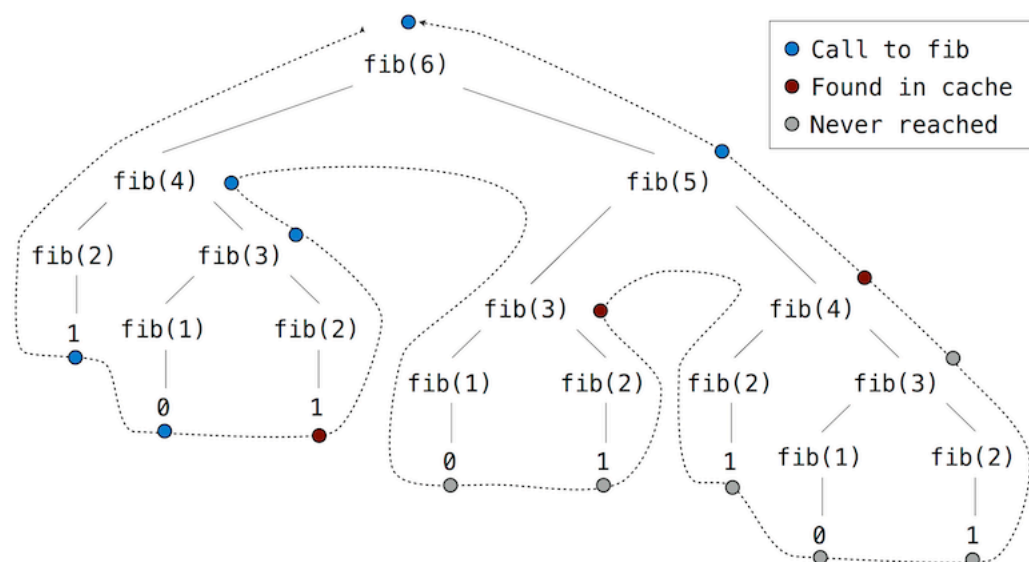 fib(6)
Call to fib
Found in cache
Never reached
fib(4)
fib(5)
fib(2)
fib(3)
fib(3)
fib(4)
1
fib(1)
fib(2)
fib(1)
fib(2)
fib(2)
fib(3)
0
1
0
1
1
fib(1)
fib(2)
0
1